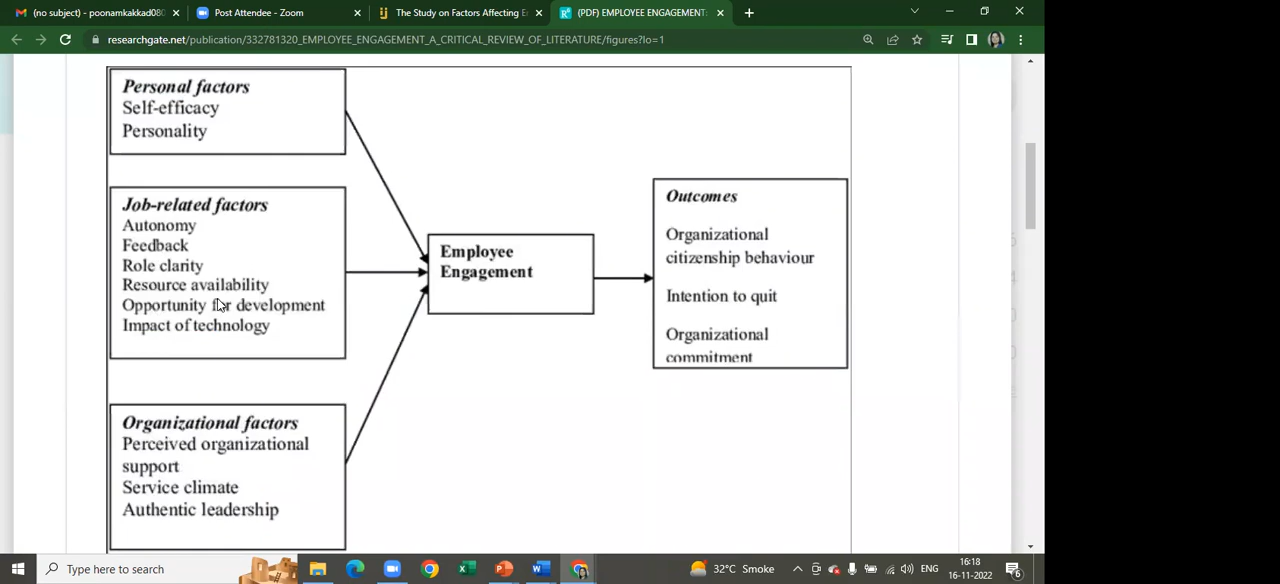 (no subject) - poonamkakkad080
Post Attendee - Zoom
The Study on Factors Affecting E
(PDF) EMPLOYEE ENGAGEMENT:
researchgate.net/publication/332781320_EMPLOYEE_ENGAGEMENT_A_CRITICAL_REVIEW_OF_LITERATURE/figures?lo=1
Personal factors
Self-efficacy
Personality
Job-related factors
Autonomy
Feedback
Role clarity
Resource availability
Opportunity for development
Impact of technology
Organizational factors
Perceived organizational
support
Service climate
Authentic leadership
Employee
Engagement
Outcomes
Organizational
citizenship behaviour
Intention to quit
Organizational
commitment
Type here to search
32°C Smoke
ENG
16:18
16-11-2022
6